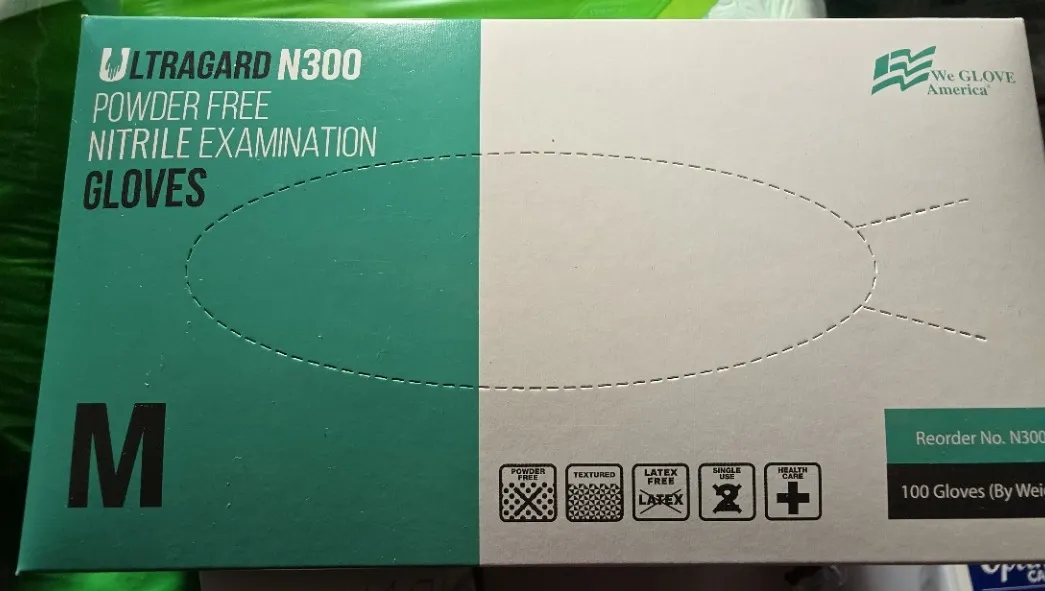 ULTRAGARD N300
POWDER FREE
NITRILE EXAMINATION
GLOVES
We GLOVE
America®
M
POWDER
FREE
TEXTURED
LATEX
FREE
LATEX
SINGLE
USE
2
HEALTH
CARE
Reorder No. N300
100 Gloves (By Wei